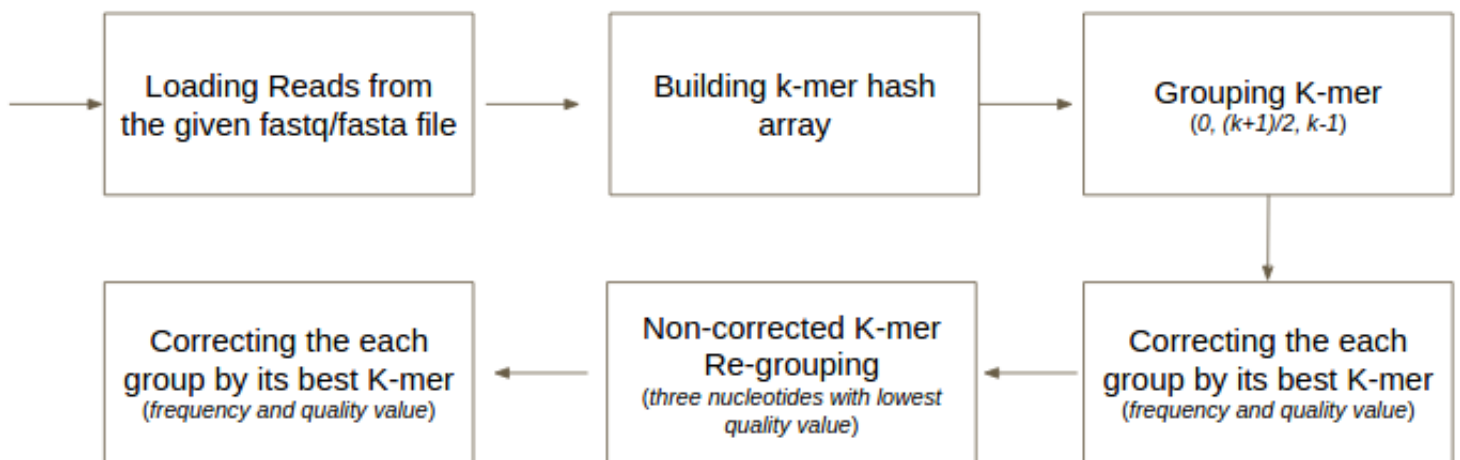 Loading Reads from
the given fastq/fasta file
Building k-mer hash
array
Grouping K-mer
(0, (k+1)/2, k-1)
Correcting the each
group by its best K-mer
(frequency and quality value)
Non-corrected K-mer
Re-grouping
(three nucleotides with lowest
quality value)
Correcting the each
group by its best K-mer
(frequency and quality value)